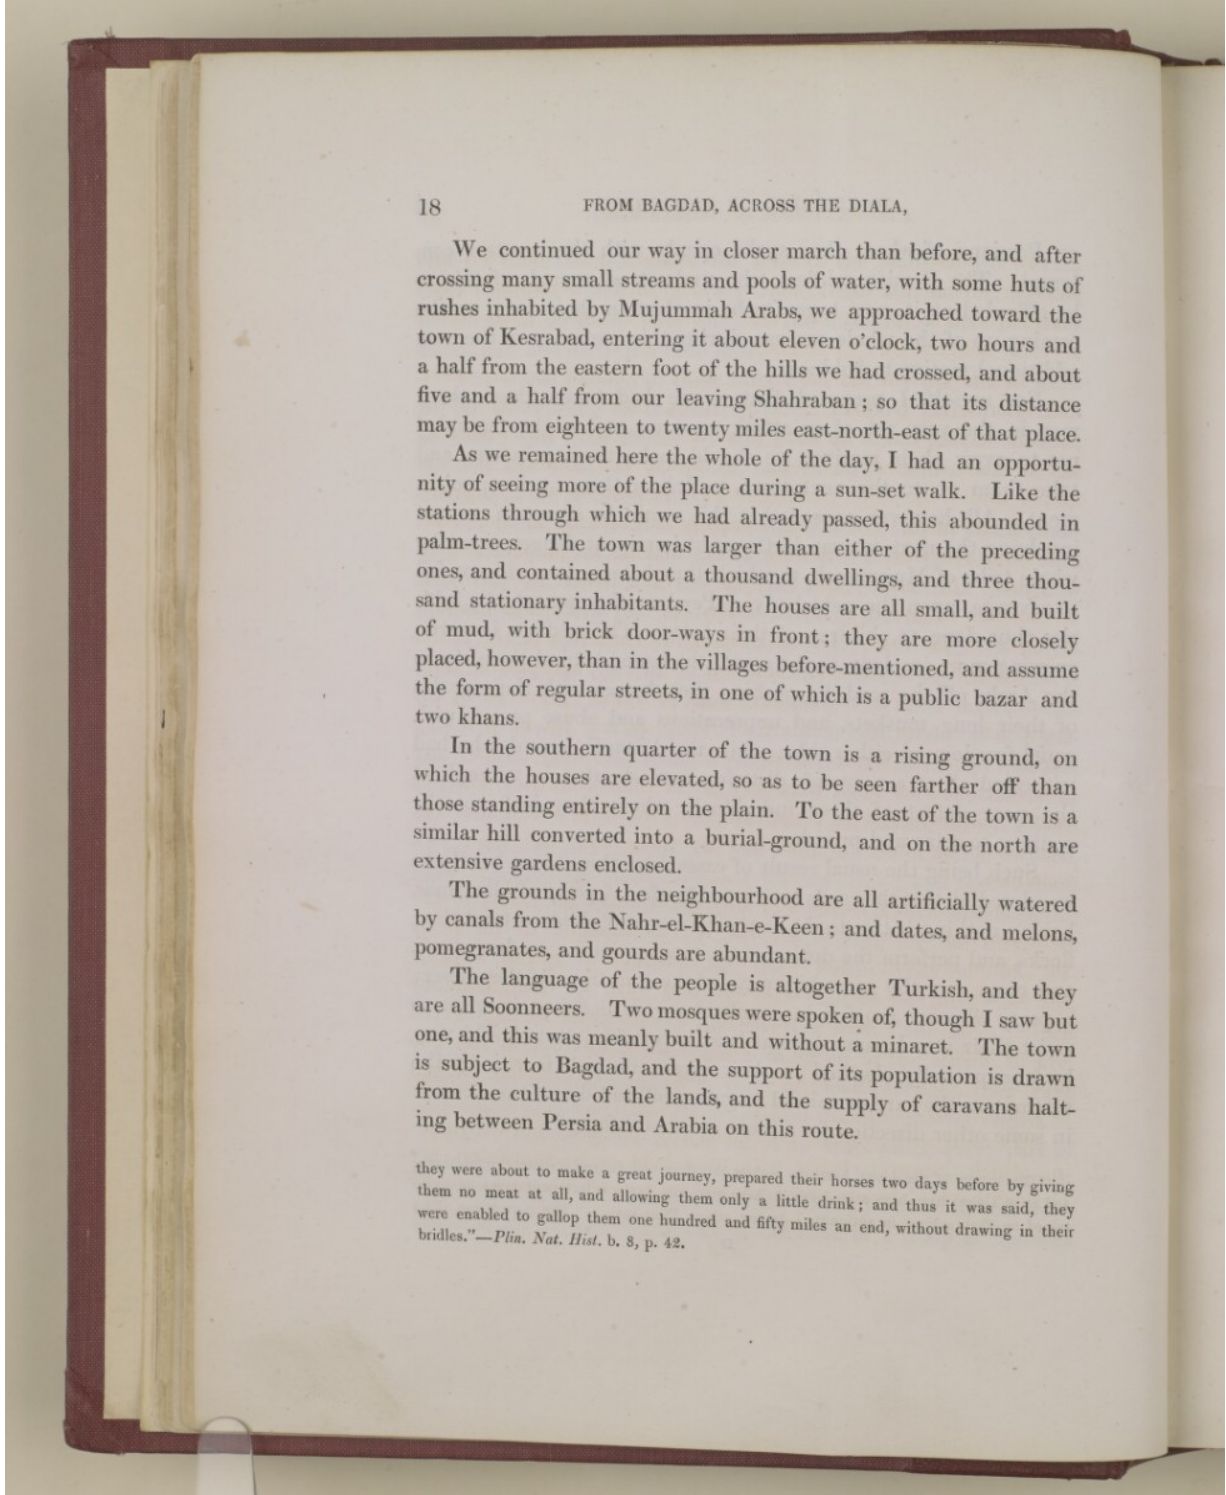 18 FROM BAGDAD, ACROSS THE DIALA,
We continued our way in closer march than before, and after
crossing many small streams and pools of water, with some huts of
rushes inhabited by Mujummah Arabs, we approached toward the
town of Kesrabad, entering it about eleven o'clock, two hours and
a half from the eastern foot of the hills we had crossed, and about
five and a half from our leaving Shahraban ; so that its distance
may be from eighteen to twenty miles east-north-east of that place.
As we remained here the whole of the day, I had an opportu-
nity of seeing more of the place during a sun-set walk. Like the
stations through which we had already passed, this abounded in
palm-trees. The town was larger than either of the preceding
ones, and contained about a thousand dwellings, and three thou-
sand stationary inhabitants. The houses are all small, and built
of mud, with brick door-ways in front ; they are more closely
placed, however, than in the villages before-mentioned, and assume
the form of regular streets, in one of which is a public bazar and
two khans.
In the southern quarter of the town is a rising ground, on
which the houses are elevated, so as to be seen farther off than
those standing entirely on the plain. To the east of the town is a
similar hill converted into a burial-ground, and on the north are
extensive gardens enclosed.
The grounds in the neighbourhood are all artificially watered
by canals from the Nahr-el-Khan-e-Keen ; and dates, and melons,
pomegranates, and gourds are abundant.
The language of the people is altogether Turkish, and they
are all Soonneers. Two mosques were spoken of, though I saw but
one, and this was meanly built and without a minaret. The town
is subject to Bagdad, and the support of its population is drawn
from the culture of the lands, and the supply of caravans halt-
ing between Persia and Arabia on this route.
they were about to make a great journey, prepared their horses two days before by giving
them no meat at all, and allowing them only a little drink ; and thus it was said, they
were enabled to gallop them one hundred and fifty miles an end, without drawing in their
bridles."—Plin. Nat. Hist. b. 8, p. 42.